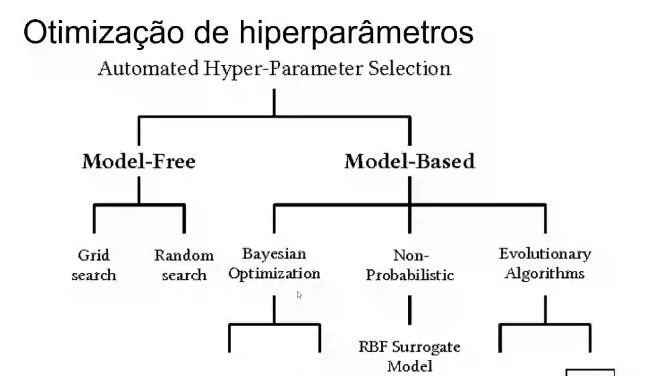 Otimização de hiperparâmetros
Automated Hyper-Parameter Selection
Model-Free
Model-Based
Grid
search
Random
search
Bayesian
Optimization
Non-
Probabilistic
Evolutionary
Algorithms
RBF Surrogate
Model